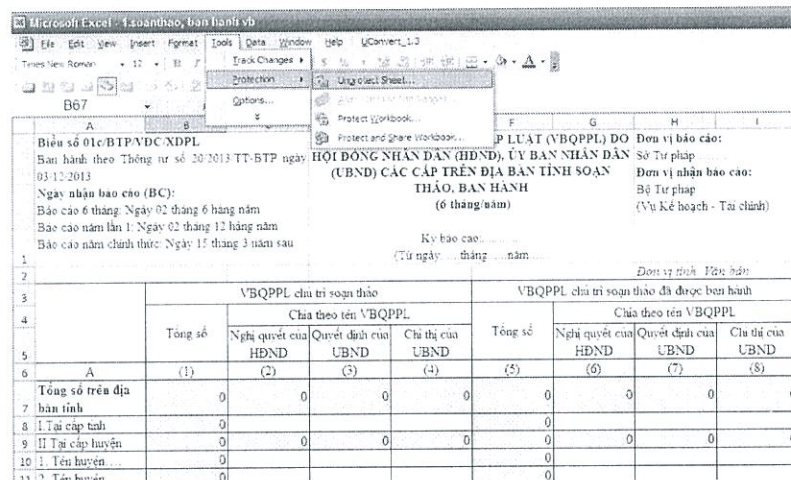 Microsoft Excel - 1.soanthao, ban hanh vb
File Edit View Insert Format Tools Data Window Help UConvert_1.3
Times New Roman 12 B I
Track Changes
Protection
Options...
Unprotect Sheet...
Protect Workbook...
Protect and Share Workbook...
B67
A B F G H I
Biểu số 01c/BTP/VĐC/XDPL
Ban hành theo Thông tư số 20/2013/TT-BTP ngày
03-12-2013
Ngày nhận báo cáo (BC):
Báo cáo 6 tháng: Ngày 02 tháng 6 hàng năm
Báo cáo năm lần 1: Ngày 02 tháng 12 hàng năm
Báo cáo năm chính thức: Ngày 15 tháng 3 năm sau
P LUẬT (VBQPPL) DO
HỘI ĐỒNG NHÂN DÂN (HĐND), ỦY BAN NHÂN DÂN
(UBND) CÁC CẤP TRÊN ĐỊA BÀN TỈNH SOẠN
THẢO, BAN HÀNH
(6 tháng/năm)
Kỳ báo cáo:..........
(Từ ngày.....tháng.....năm....
Đơn vị báo cáo:
Sở Tư pháp.......
Đơn vị nhận báo cáo:
Bộ Tư pháp
(Vụ Kế hoạch - Tài chính)
1
2 Đơn vị tính: Văn bản
3 VBQPPL chủ trì soạn thảo VBQPPL chủ trì soạn thảo đã được ban hành
4 Chia theo tên VBQPPL Chia theo tên VBQPPL
Tổng số Nghị quyết của Quyết định của Chỉ thị của Tổng số Nghị quyết của Quyết định của Chỉ thị của
5 HĐND UBND UBND HĐND UBND UBND
6 A (1) (2) (3) (4) (5) (6) (7) (8)
Tổng số trên địa
7 bàn tỉnh 0 0 0 0 0 0 0 0
8 I.Tại cấp tỉnh 0 0
9 II Tại cấp huyện 0 0 0 0 0 0 0 0
10 1. Tên huyện.... 0 0
11 2. Tên huyện 0 0